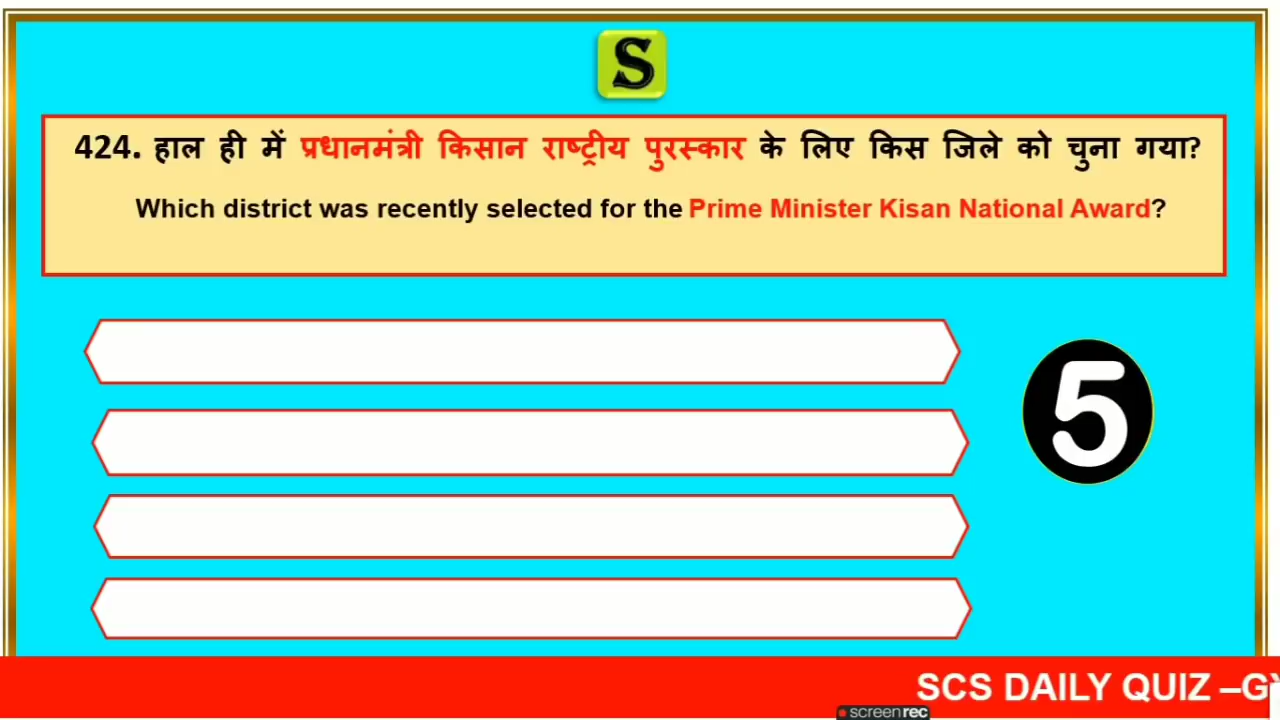 S
424. हाल ही में प्रधानमंत्री किसान राष्ट्रीय पुरस्कार के लिए किस जिले को चुना गया?
Which district was recently selected for the Prime Minister Kisan National Award?
5
SCS DAILY QUIZ –G
screenrec